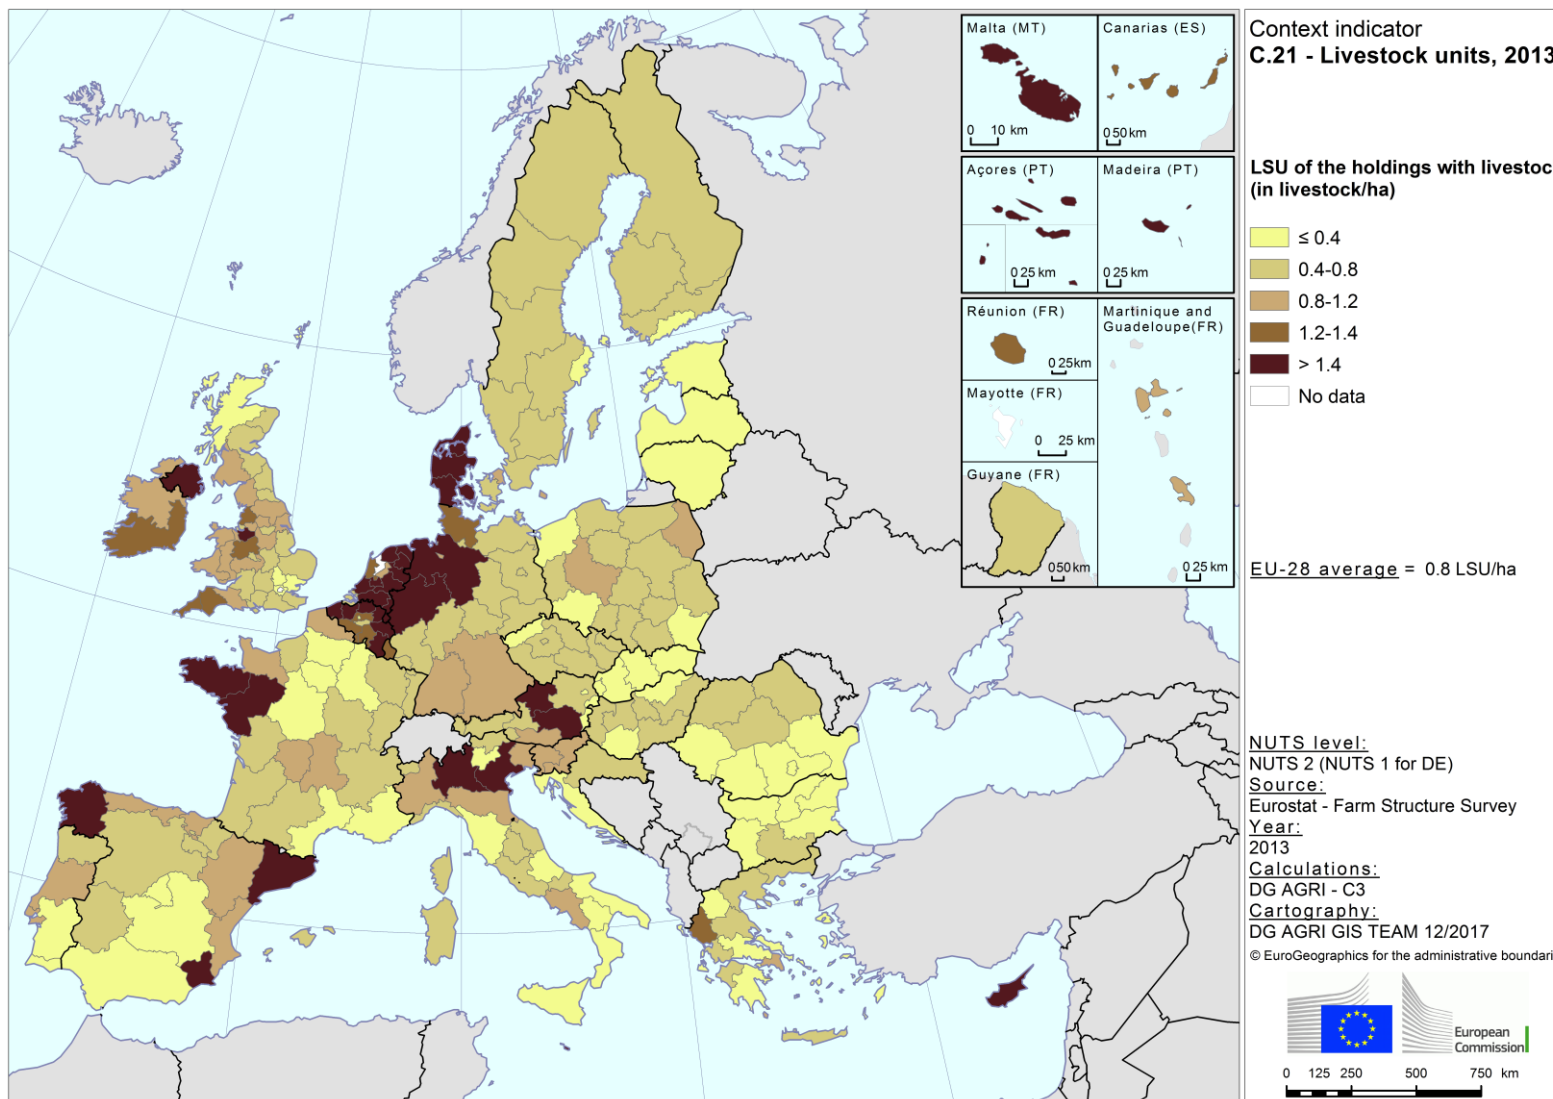 Malta (MT)
0 10 km
Canarias (ES)
0 50 km
Açores (PT)
0 25 km
Madeira (PT)
0 25 km
Réunion (FR)
0 25km
Mayotte (FR)
0 25 km
Guyane (FR)
0 50 km
Martinique and
Guadeloupe(FR)
0 25 km
Context indicator
C.21 - Livestock units, 2013
LSU of the holdings with livestoc
(in livestock/ha)
≤ 0.4
0.4-0.8
0.8-1.2
1.2-1.4
> 1.4
No data
EU-28 average = 0.8 LSU/ha
NUTS level:
NUTS 2 (NUTS 1 for DE)
Source:
Eurostat - Farm Structure Survey
Year:
2013
Calculations:
DG AGRI - C3
Cartography:
DG AGRI GIS TEAM 12/2017
© EuroGeographics for the administrative boundari
European
Commission
0 125 250 500 750 km